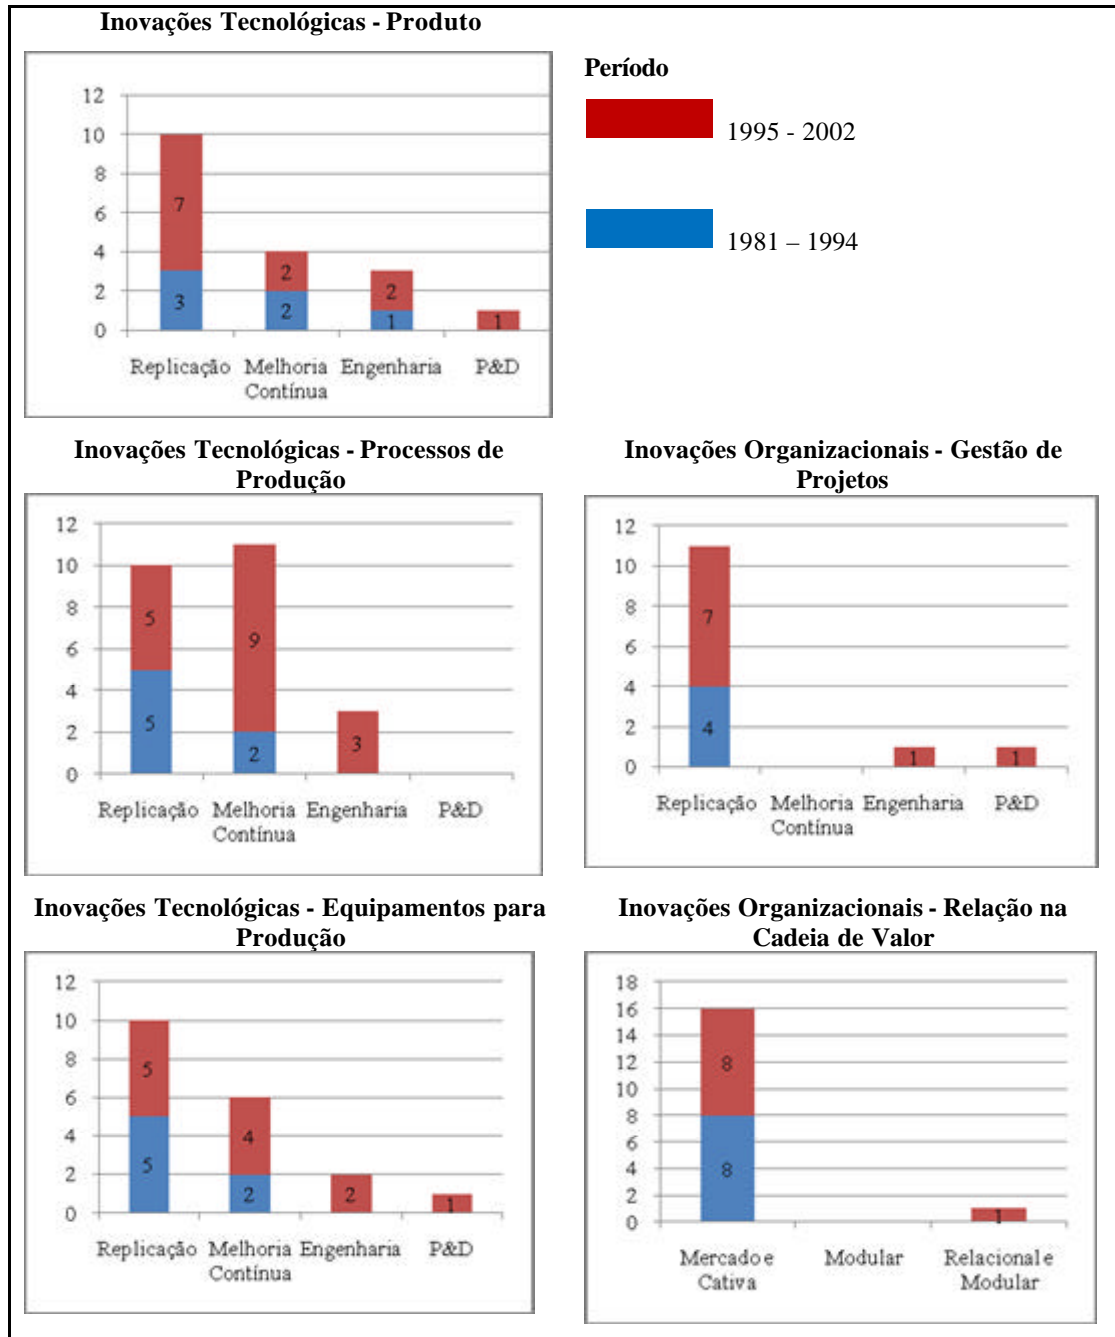 Inovações Tecnológicas - Produto
12
10
8
6
4
2
0
7
3
2
2
2
1
1
Replicação Melhoria Engenharia P&D
Contínua
Período
1995 - 2002
1981 – 1994
Inovações Tecnológicas - Processos de
Produção
12
10
8
6
4
2
0
5
5
9
2
3
Replicação Melhoria Engenharia P&D
Contínua
Inovações Organizacionais - Gestão de
Projetos
12
10
8
6
4
2
0
7
4
1
1
Replicação Melhoria Engenharia P&D
Contínua
Inovações Tecnológicas - Equipamentos para
Produção
12
10
8
6
4
2
0
5
5
4
2
2
1
Replicação Melhoria Engenharia P&D
Contínua
Inovações Organizacionais - Relação na
Cadeia de Valor
18
16
14
12
10
8
6
4
2
0
8
8
1
Mercado e Modular Relacional e
Cativa Modular